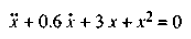 ẍ + 0.6 ẋ + 3 x + x² = 0